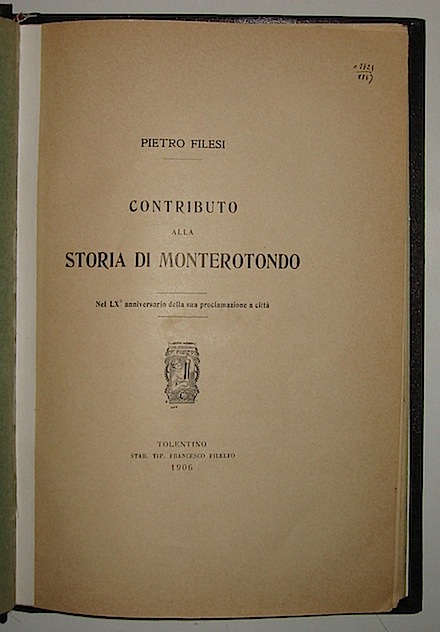 PIETRO FILESI
CONTRIBUTO
ALLA
STORIA DI MONTEROTONDO
Nel LX° anniversario della sua proclamazione a città
TOLENTINO
STAB. TIP. FRANCESCO FILELFO
1906